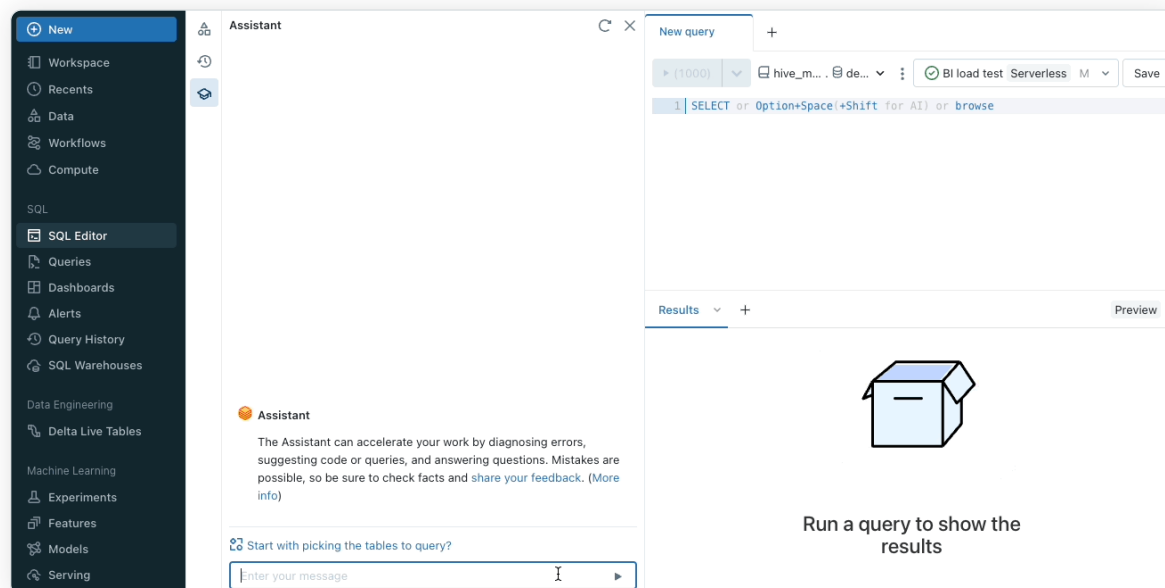 New
Workspace
Recents
Data
Workflows
Compute
SQL
SQL Editor
Queries
Dashboards
Alerts
Query History
SQL Warehouses
Data Engineering
Delta Live Tables
Machine Learning
Experiments
Features
Models
Serving
Assistant
Assistant
The Assistant can accelerate your work by diagnosing errors,
suggesting code or queries, and answering questions. Mistakes are
possible, so be sure to check facts and share your feedback. (More
info)
Start with picking the tables to query?
Enter your message
New query
(1000) hive_m... . de... BI load test Serverless M Save
1 SELECT or Option+Space(+Shift for AI) or browse
Results Preview
Run a query to show the
results